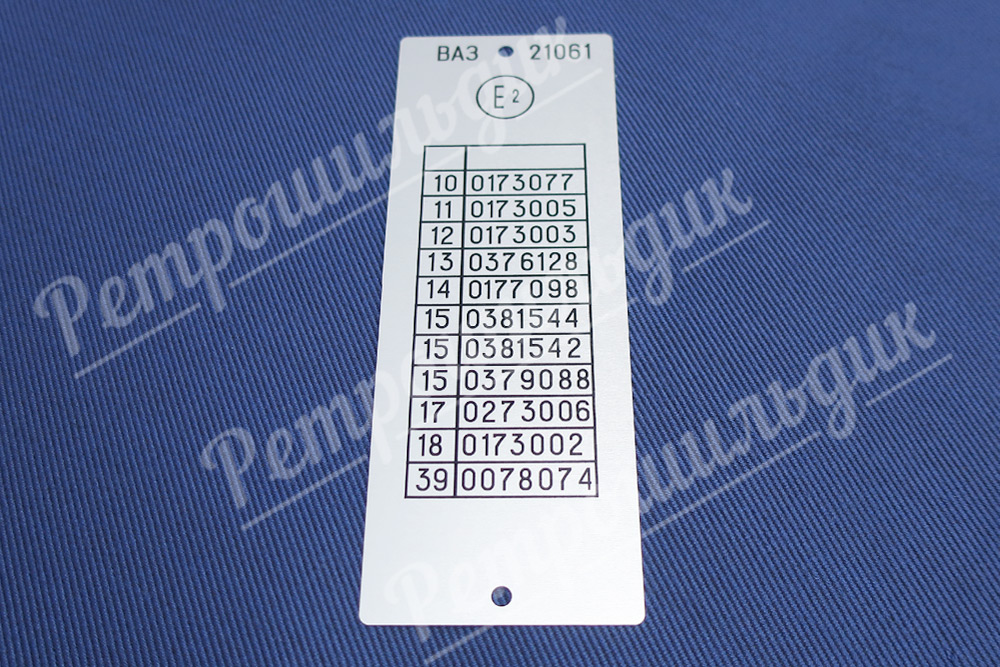 ВАЗ 21061
E2
10 0173077
11 0173005
12 0173003
13 0376128
14 0177098
15 0381544
15 0381542
15 0379088
17 0273006
18 0173002
39 0078074
Ретрошильдик
Ретрошильдик
Ретрошильдик